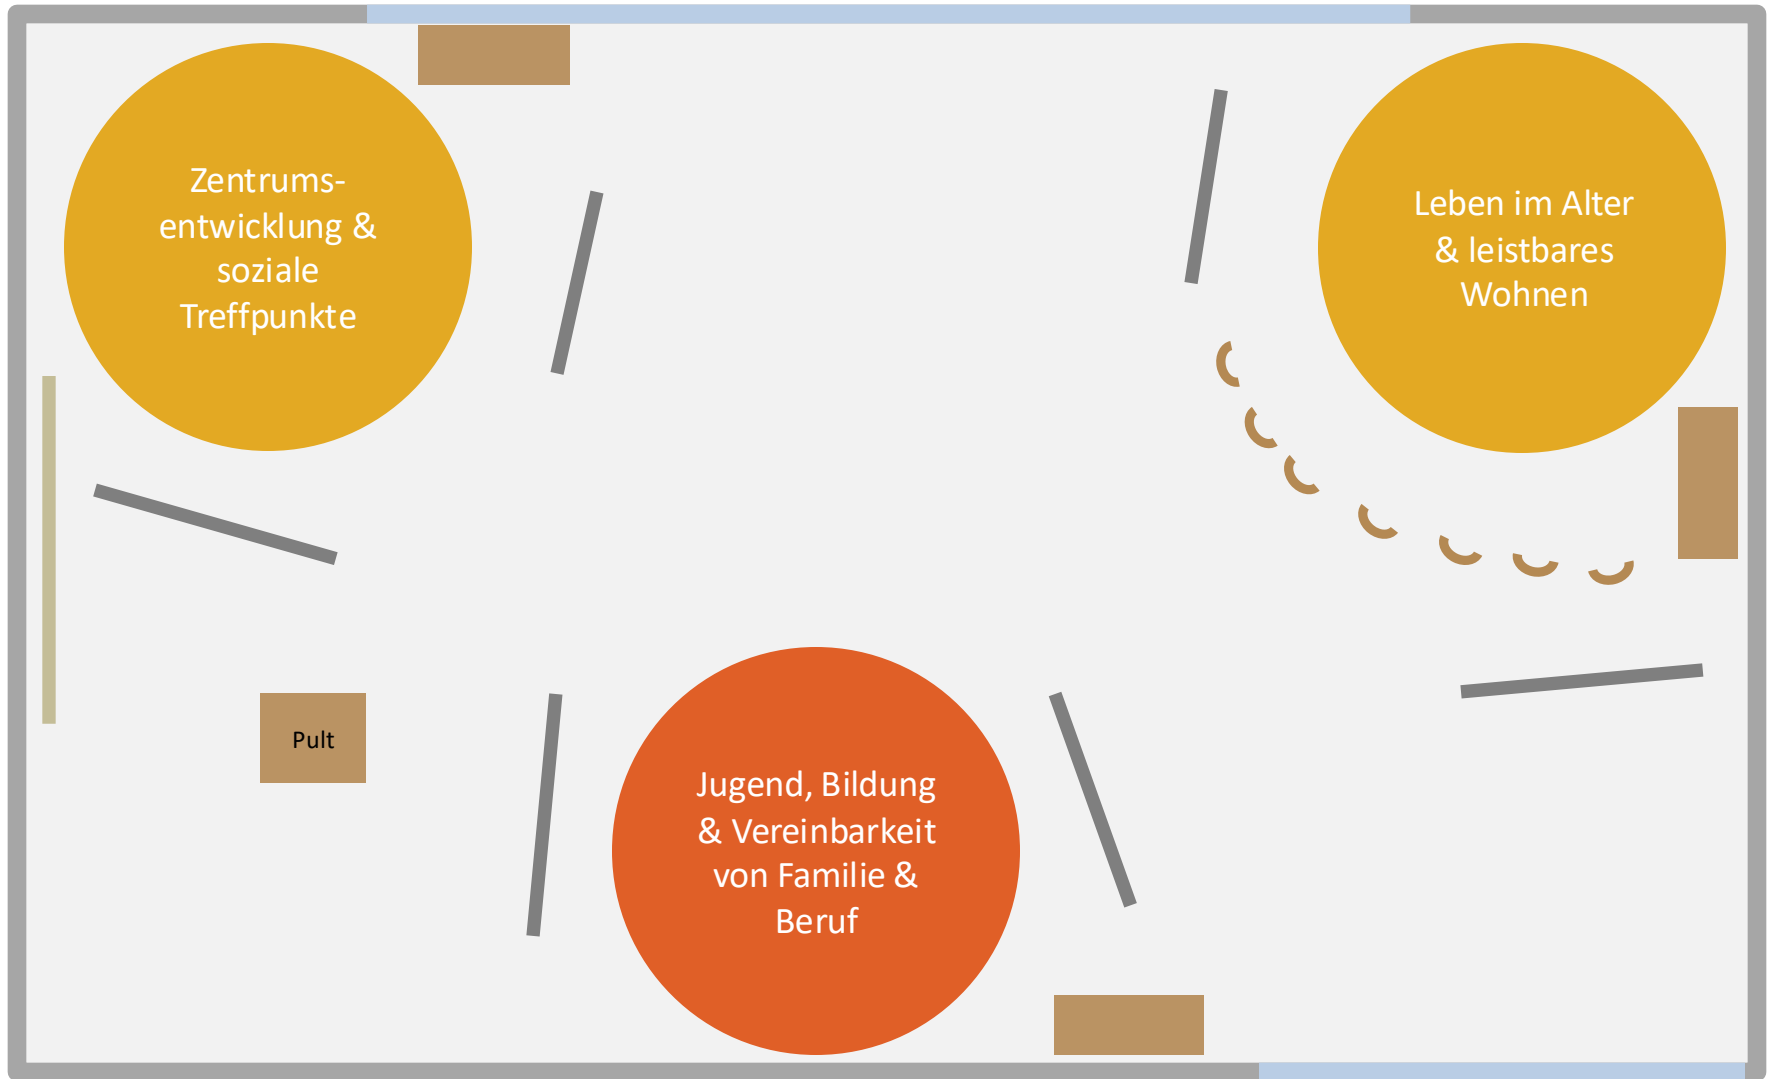 Zentrums-
entwicklung &
soziale
Treffpunkte
Leben im Alter
& leistbares
Wohnen
Pult
Jugend, Bildung
& Vereinbarkeit
von Familie &
Beruf